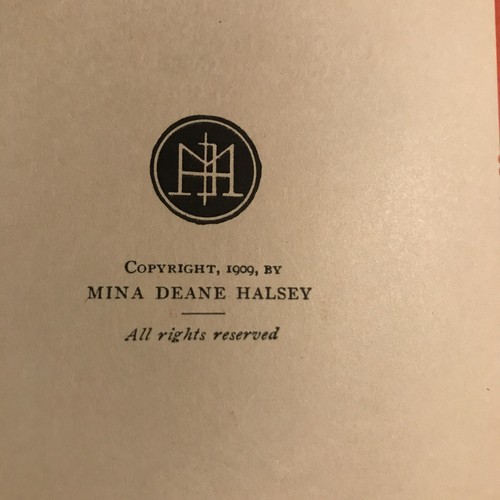 COPYRIGHT, 1909, BY
MINA DEANE HALSEY
All rights reserved